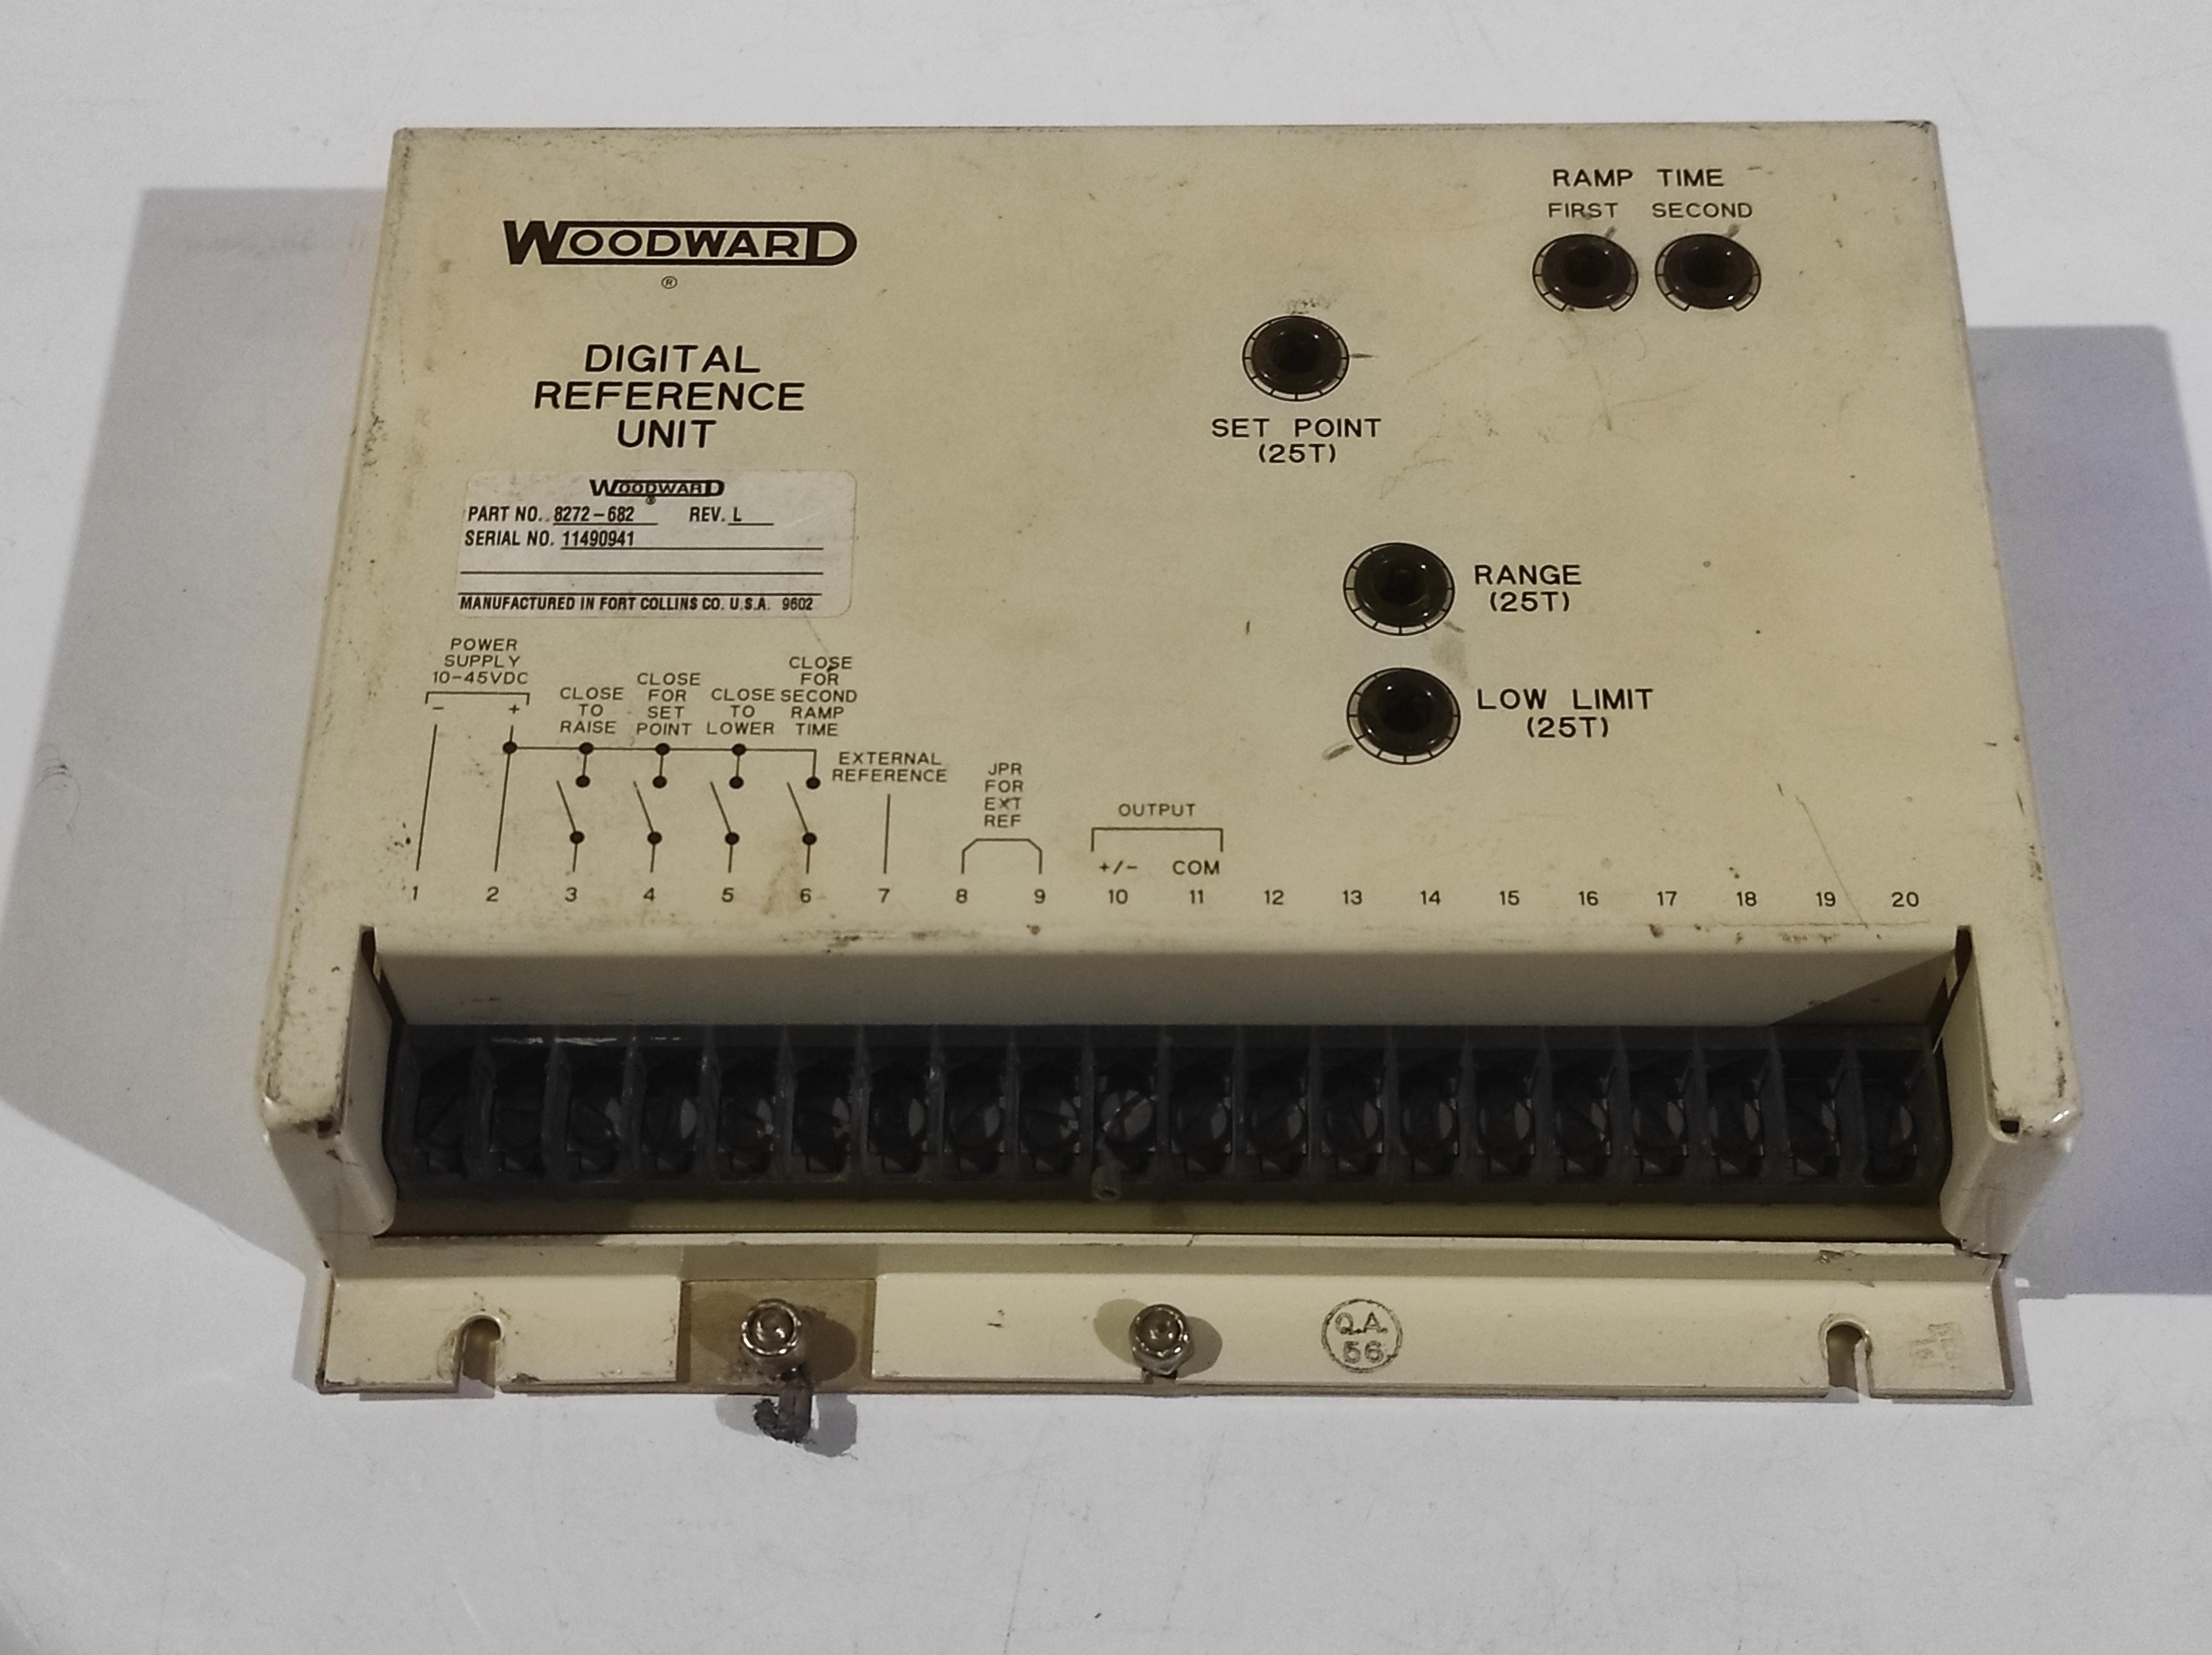 WOODWARD
®
DIGITAL
REFERENCE
UNIT
WOODWARD
®
PART NO. 8272-682 REV. L
SERIAL NO. 11490941
MANUFACTURED IN FORT COLLINS CO. U.S.A. 9602
RAMP TIME
FIRST SECOND
SET POINT
(25T)
RANGE
(25T)
LOW LIMIT
(25T)
POWER
SUPPLY
10-45VDC
- +
CLOSE
TO
RAISE
CLOSE
FOR
SET
POINT
CLOSE
TO
LOWER
CLOSE
FOR
SECOND
RAMP
TIME
EXTERNAL
REFERENCE
JPR
FOR
EXT
REF
OUTPUT
+/- COM
1 2 3 4 5 6 7 8 9 10 11 12 13 14 15 16 17 18 19 20
Q.A.
56